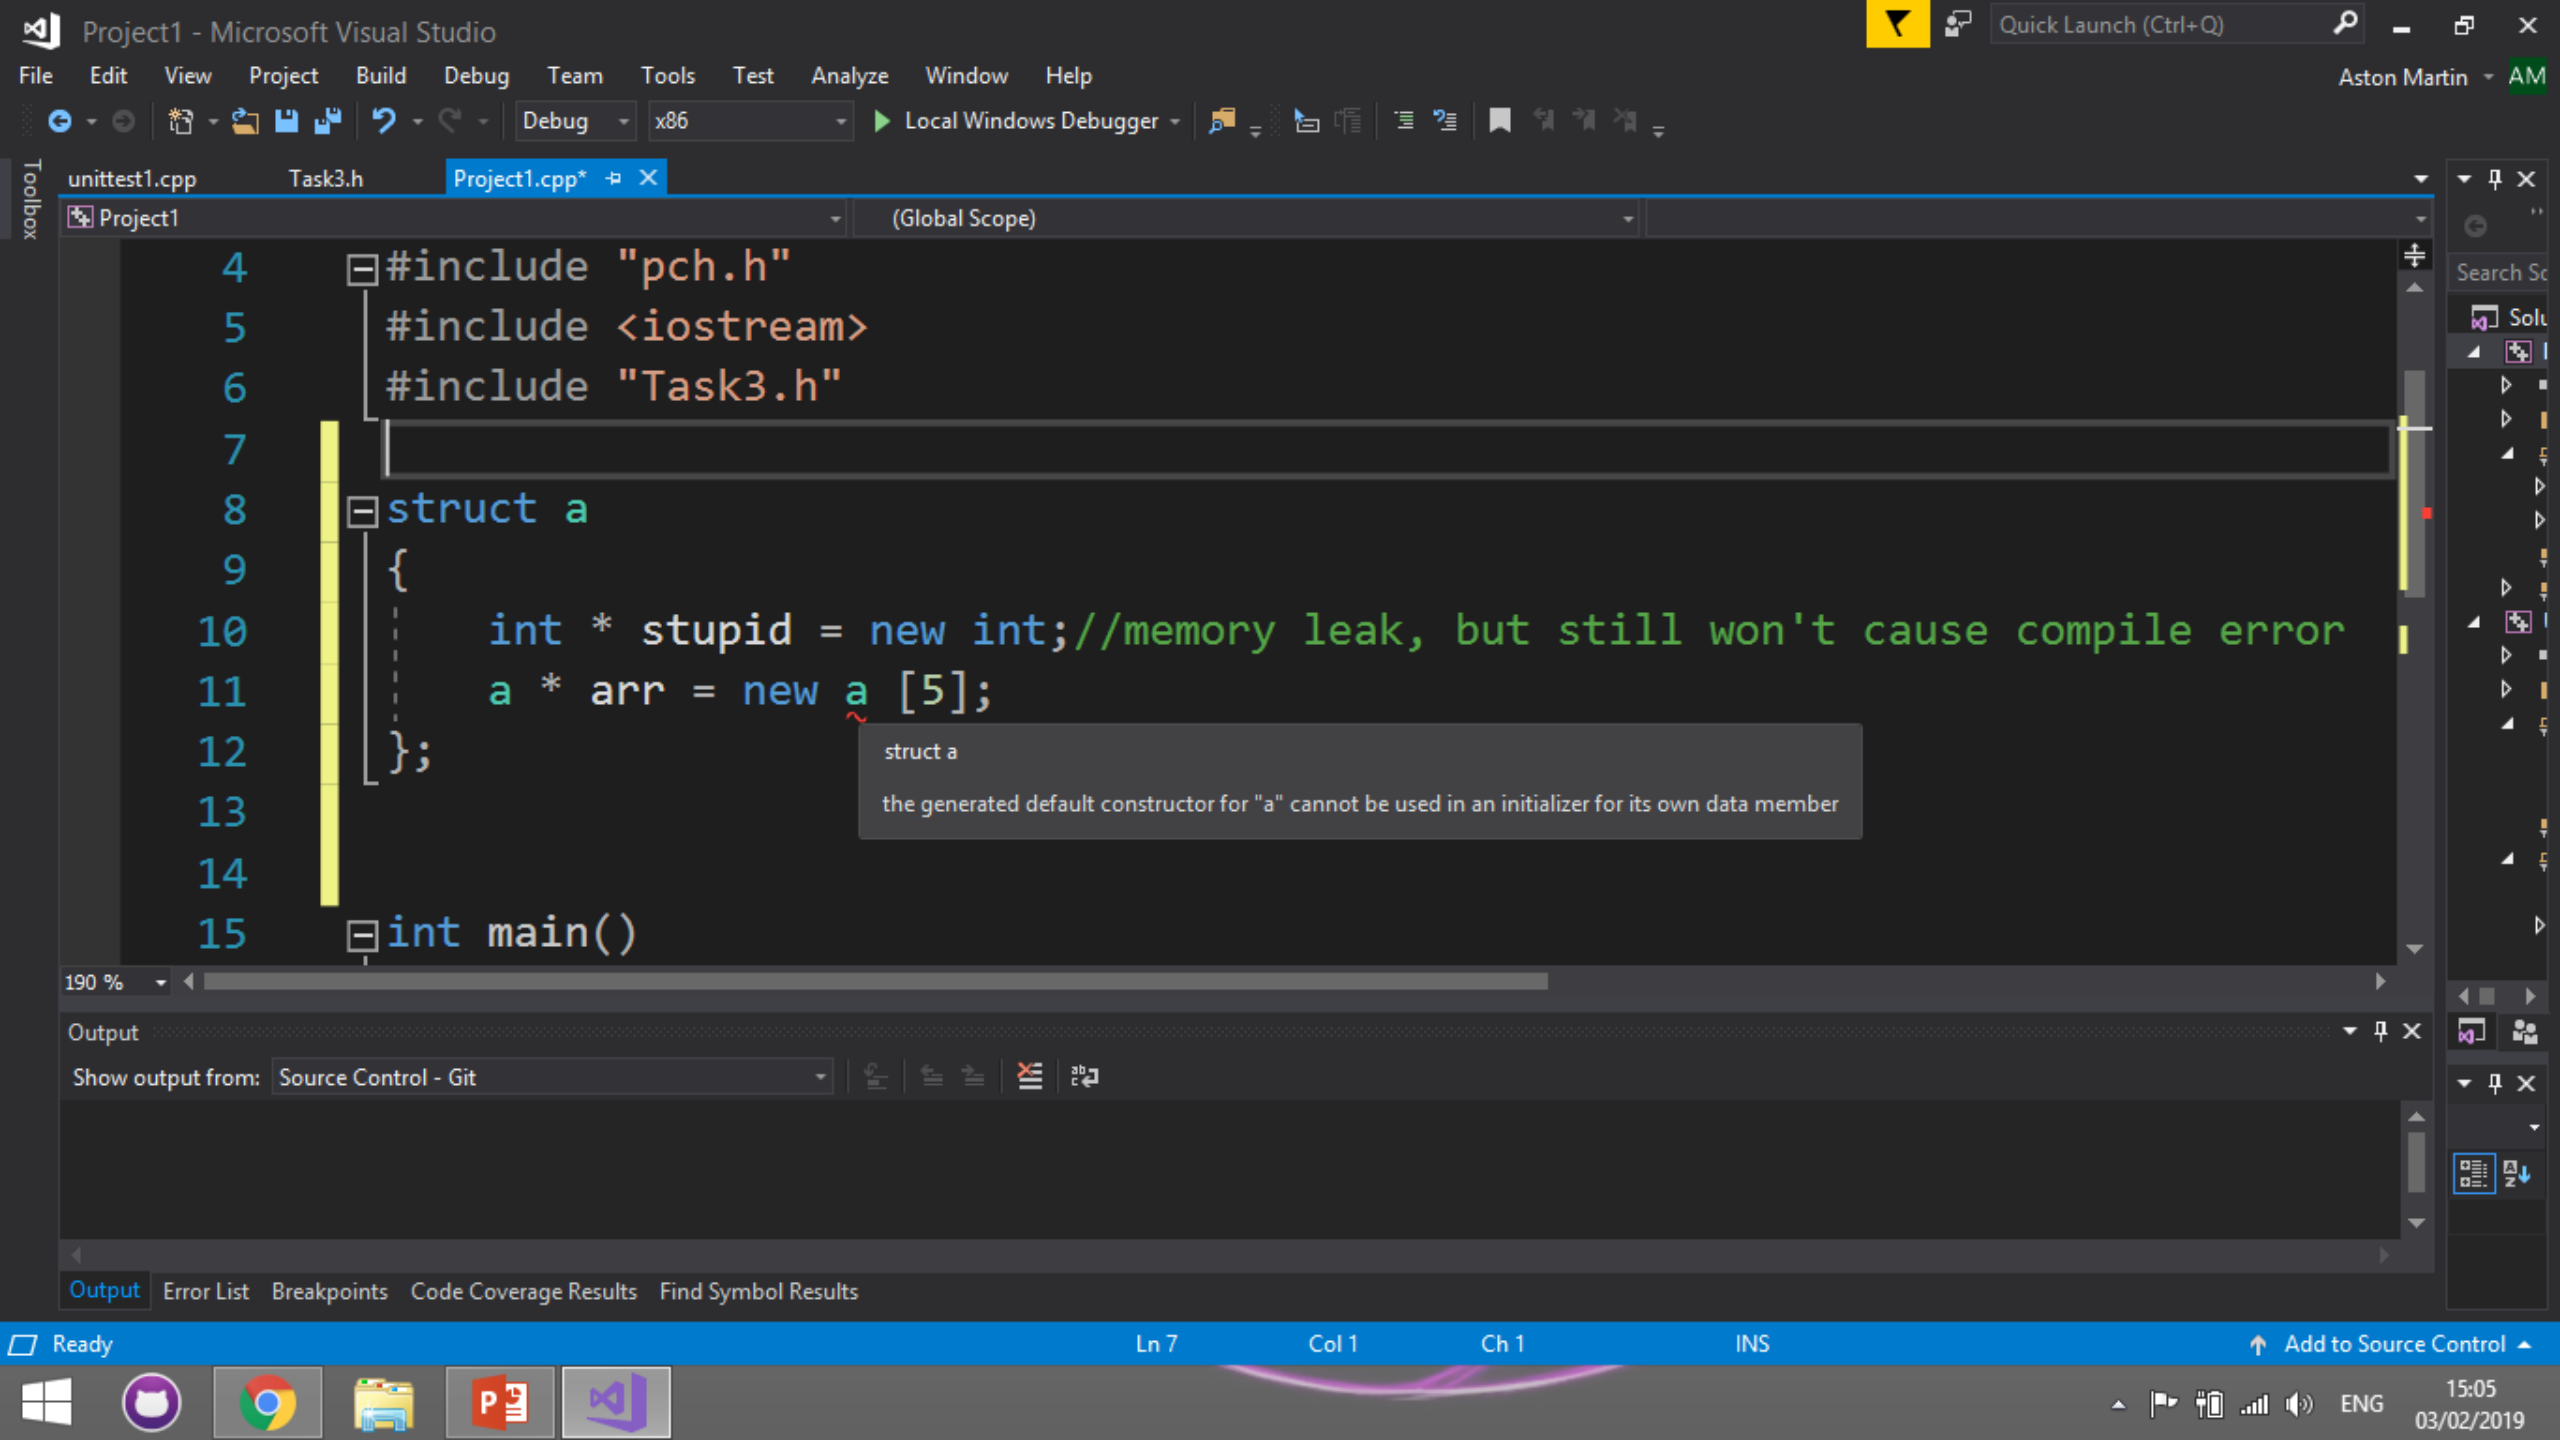 Project1 - Microsoft Visual Studio
Quick Launch (Ctrl+Q)
File Edit View Project Build Debug Team Tools Test Analyze Window Help
Aston Martin AM
Debug x86 Local Windows Debugger
Toolbox
unittest1.cpp Task3.h Project1.cpp*
Project1 (Global Scope)
4 #include "pch.h"
5 #include <iostream>
6 #include "Task3.h"
7
8 struct a
9 {
10 int * stupid = new int;//memory leak, but still won't cause compile error
11 a * arr = new a [5];
12 };
struct a
the generated default constructor for "a" cannot be used in an initializer for its own data member
13
14
15 int main()
190 %
Search
Output
Show output from: Source Control - Git
Output Error List Breakpoints Code Coverage Results Find Symbol Results
Ready Ln 7 Col 1 Ch 1 INS Add to Source Control
ENG 15:05
03/02/2019